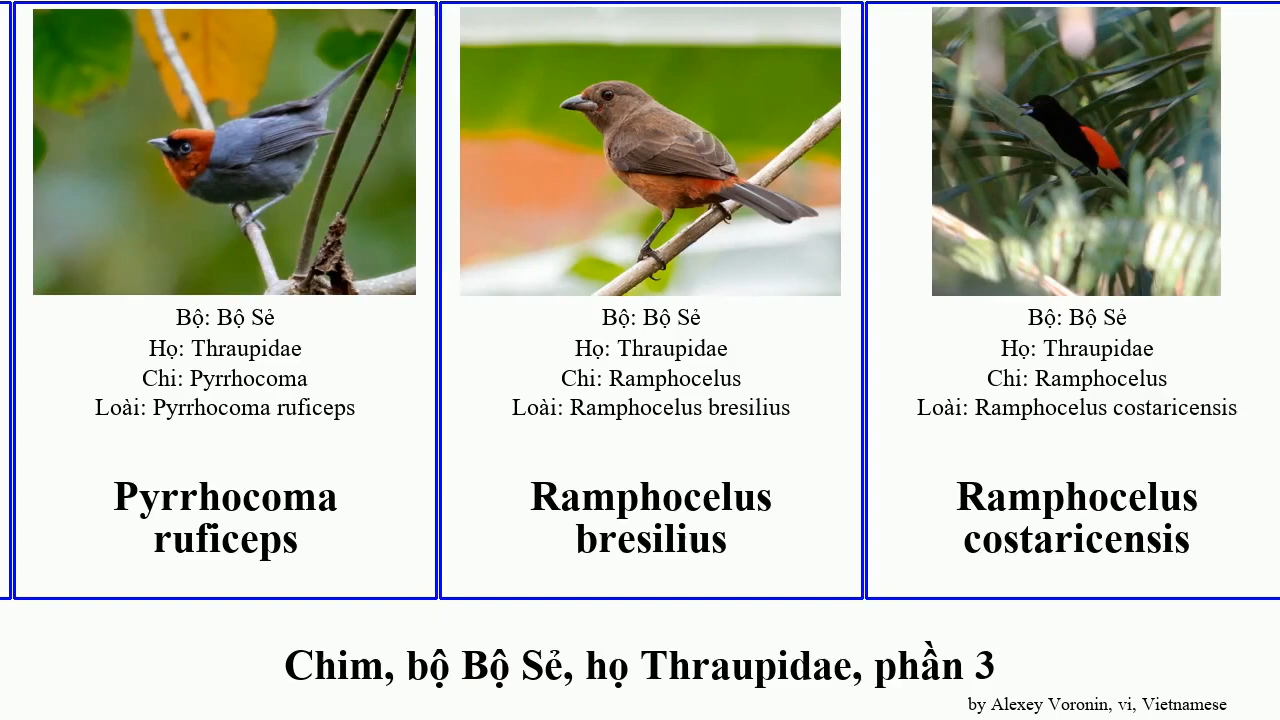 Bộ: Bộ Sẻ
Họ: Thraupidae
Chi: Pyrrhocoma
Loài: Pyrrhocoma ruficeps
Pyrrhocoma
ruficeps
Bộ: Bộ Sẻ
Họ: Thraupidae
Chi: Ramphocelus
Loài: Ramphocelus bresilius
Ramphocelus
bresilius
Bộ: Bộ Sẻ
Họ: Thraupidae
Chi: Ramphocelus
Loài: Ramphocelus costaricensis
Ramphocelus
costaricensis
Chim, bộ Bộ Sẻ, họ Thraupidae, phần 3
by Alexey Voronin, vi, Vietnamese